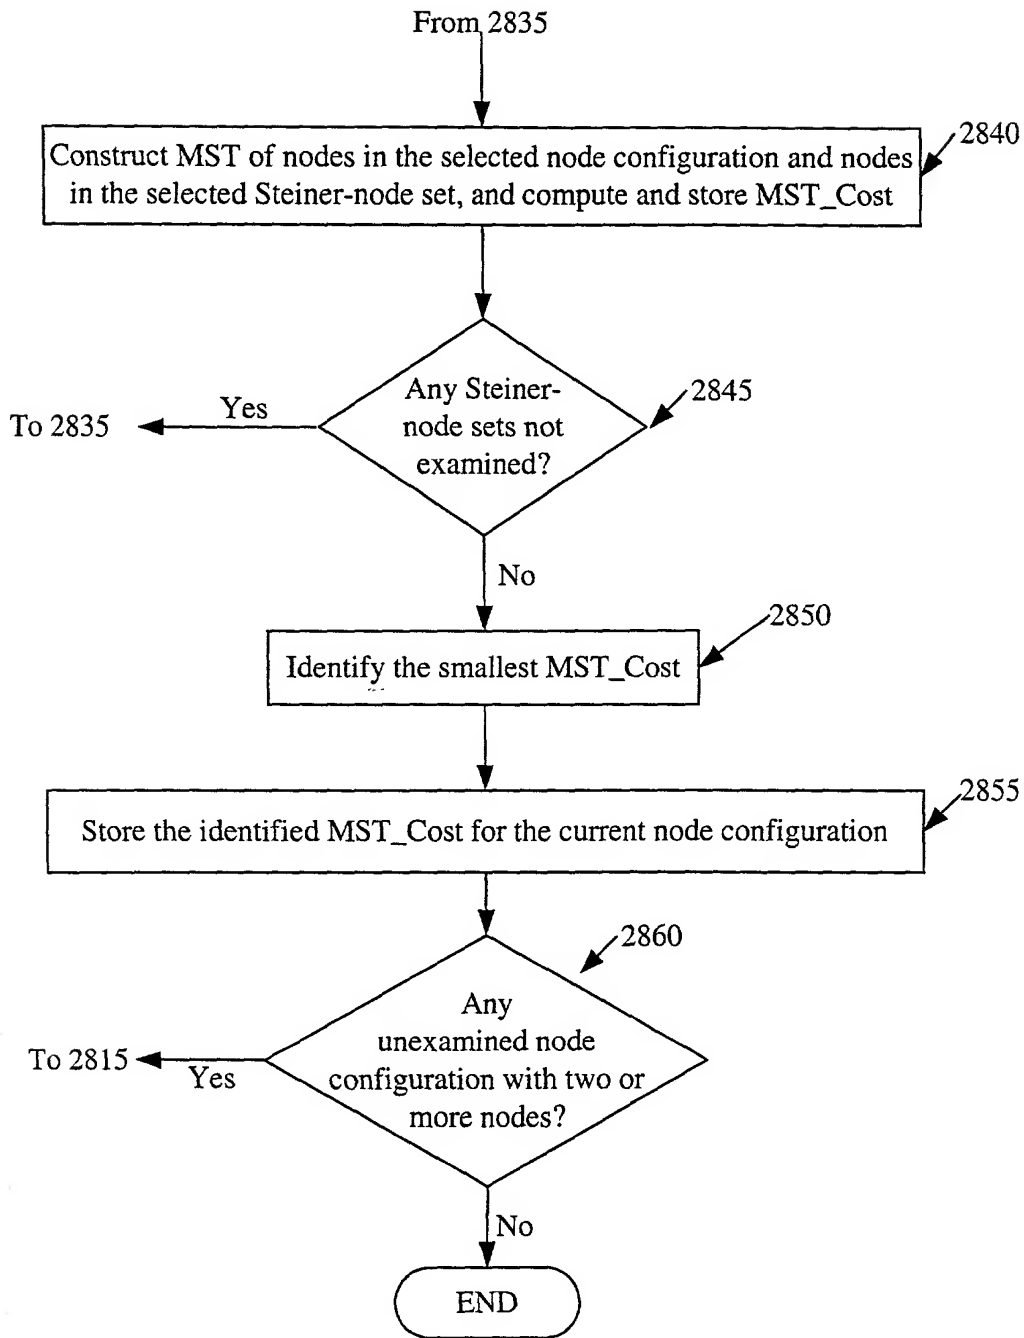 From 2835
2840
Construct MST of nodes in the selected node configuration and nodes
in the selected Steiner-node set, and compute and store MST_Cost
Any Steiner-
node sets not
examined?
2845
Yes
To 2835
No
2850
Identify the smallest MST_Cost
2855
Store the identified MST_Cost for the current node configuration
2860
Any
unexamined node
configuration with two or
more nodes?
To 2815
Yes
No
END